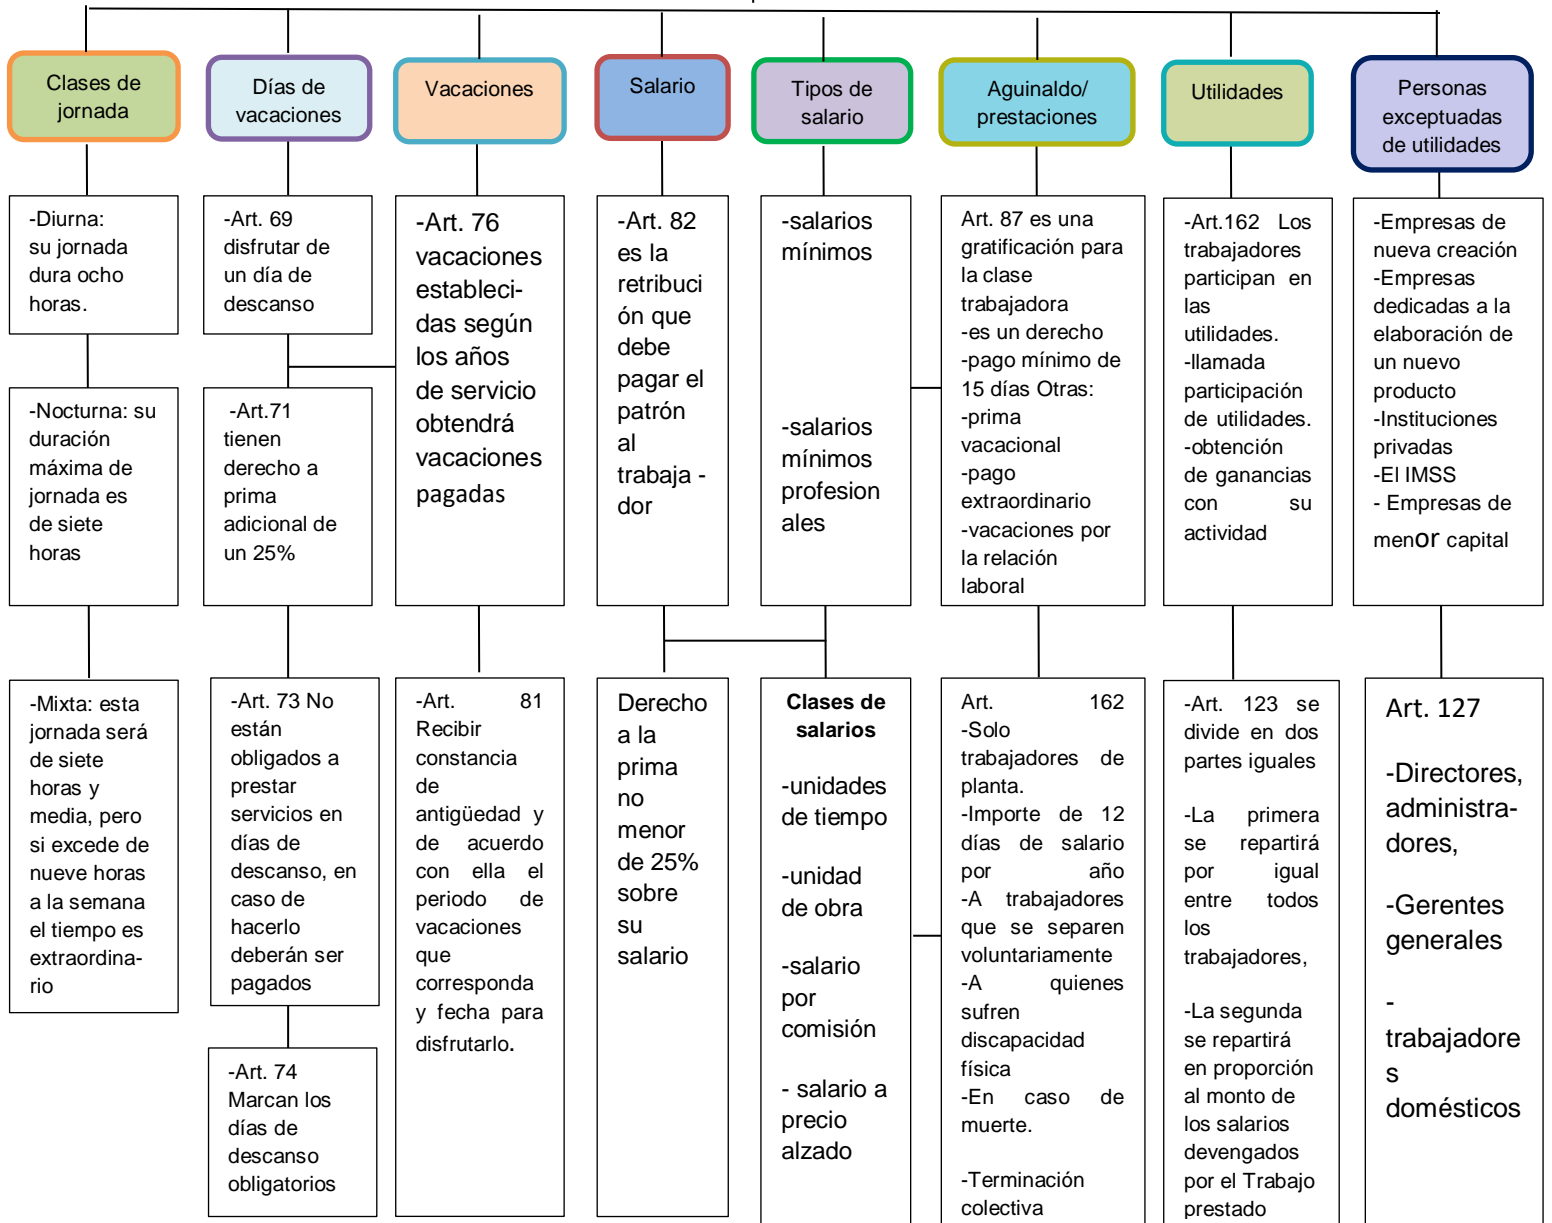 Clases de
jornada
Días de
vacaciones
Vacaciones
Salario
Tipos de
salario
Aguinaldo/
prestaciones
Utilidades
Personas
exceptuadas
de utilidades
-Diurna:
su jornada
dura ocho
horas.
-Nocturna: su
duración
máxima de
jornada es
de siete
horas
-Mixta: esta
jornada será
de siete
horas y
media, pero
si excede de
nueve horas
a la semana
el tiempo es
extraordina-
rio
-Art. 69
disfrutar de
un día de
descanso
-Art.71
tienen
derecho a
prima
adicional de
un 25%
-Art. 73 No
están
obligados a
prestar
servicios en
días de
descanso, en
caso de
hacerlo
deberán ser
pagados
-Art. 74
Marcan los
días de
descanso
obligatorios
-Art. 76
vacaciones
estableci-
das según
los años
de servicio
obtendrá
vacaciones
pagadas
-Art. 81
Recibir
constancia
de
antigüedad y
de acuerdo
con ella el
periodo de
vacaciones
que
corresponda
y fecha para
disfrutarlo.
-Art. 82
es la
retribuci
ón que
debe
pagar el
patrón
al
trabaja -
dor
Derecho
a la
prima
no
menor
de 25%
sobre
su
salario
-salarios
mínimos
-salarios
mínimos
profesion
ales
Clases de
salarios
-unidades
de tiempo
-unidad
de obra
-salario
por
comisión
- salario a
precio
alzado
Art. 87 es una
gratificación para
la clase
trabajadora
-es un derecho
-pago mínimo de
15 días Otras:
-prima
vacacional
-pago
extraordinario
-vacaciones por
la relación
laboral
Art. 162
-Solo
trabajadores de
planta.
-Importe de 12
días de salario
por año
-A trabajadores
que se separen
voluntariamente
-A quienes
sufren
discapacidad
física
-En caso de
muerte.
-Terminación
colectiva
-Art.162 Los
trabajadores
participan en
las
utilidades.
-llamada
participación
de utilidades.
-obtención
de ganancias
con su
actividad
-Art. 123 se
divide en dos
partes iguales
-La primera
se repartirá
por igual
entre todos
los
trabajadores,
-La segunda
se repartirá
en proporción
al monto de
los salarios
devengados
por el Trabajo
prestado
-Empresas de
nueva creación
-Empresas
dedicadas a la
elaboración de
un nuevo
producto
-Instituciones
privadas
-El IMSS
- Empresas de
menor capital
Art. 127
-Directores,
administra-
dores,
-Gerentes
generales
-
trabajadore
s
domésticos